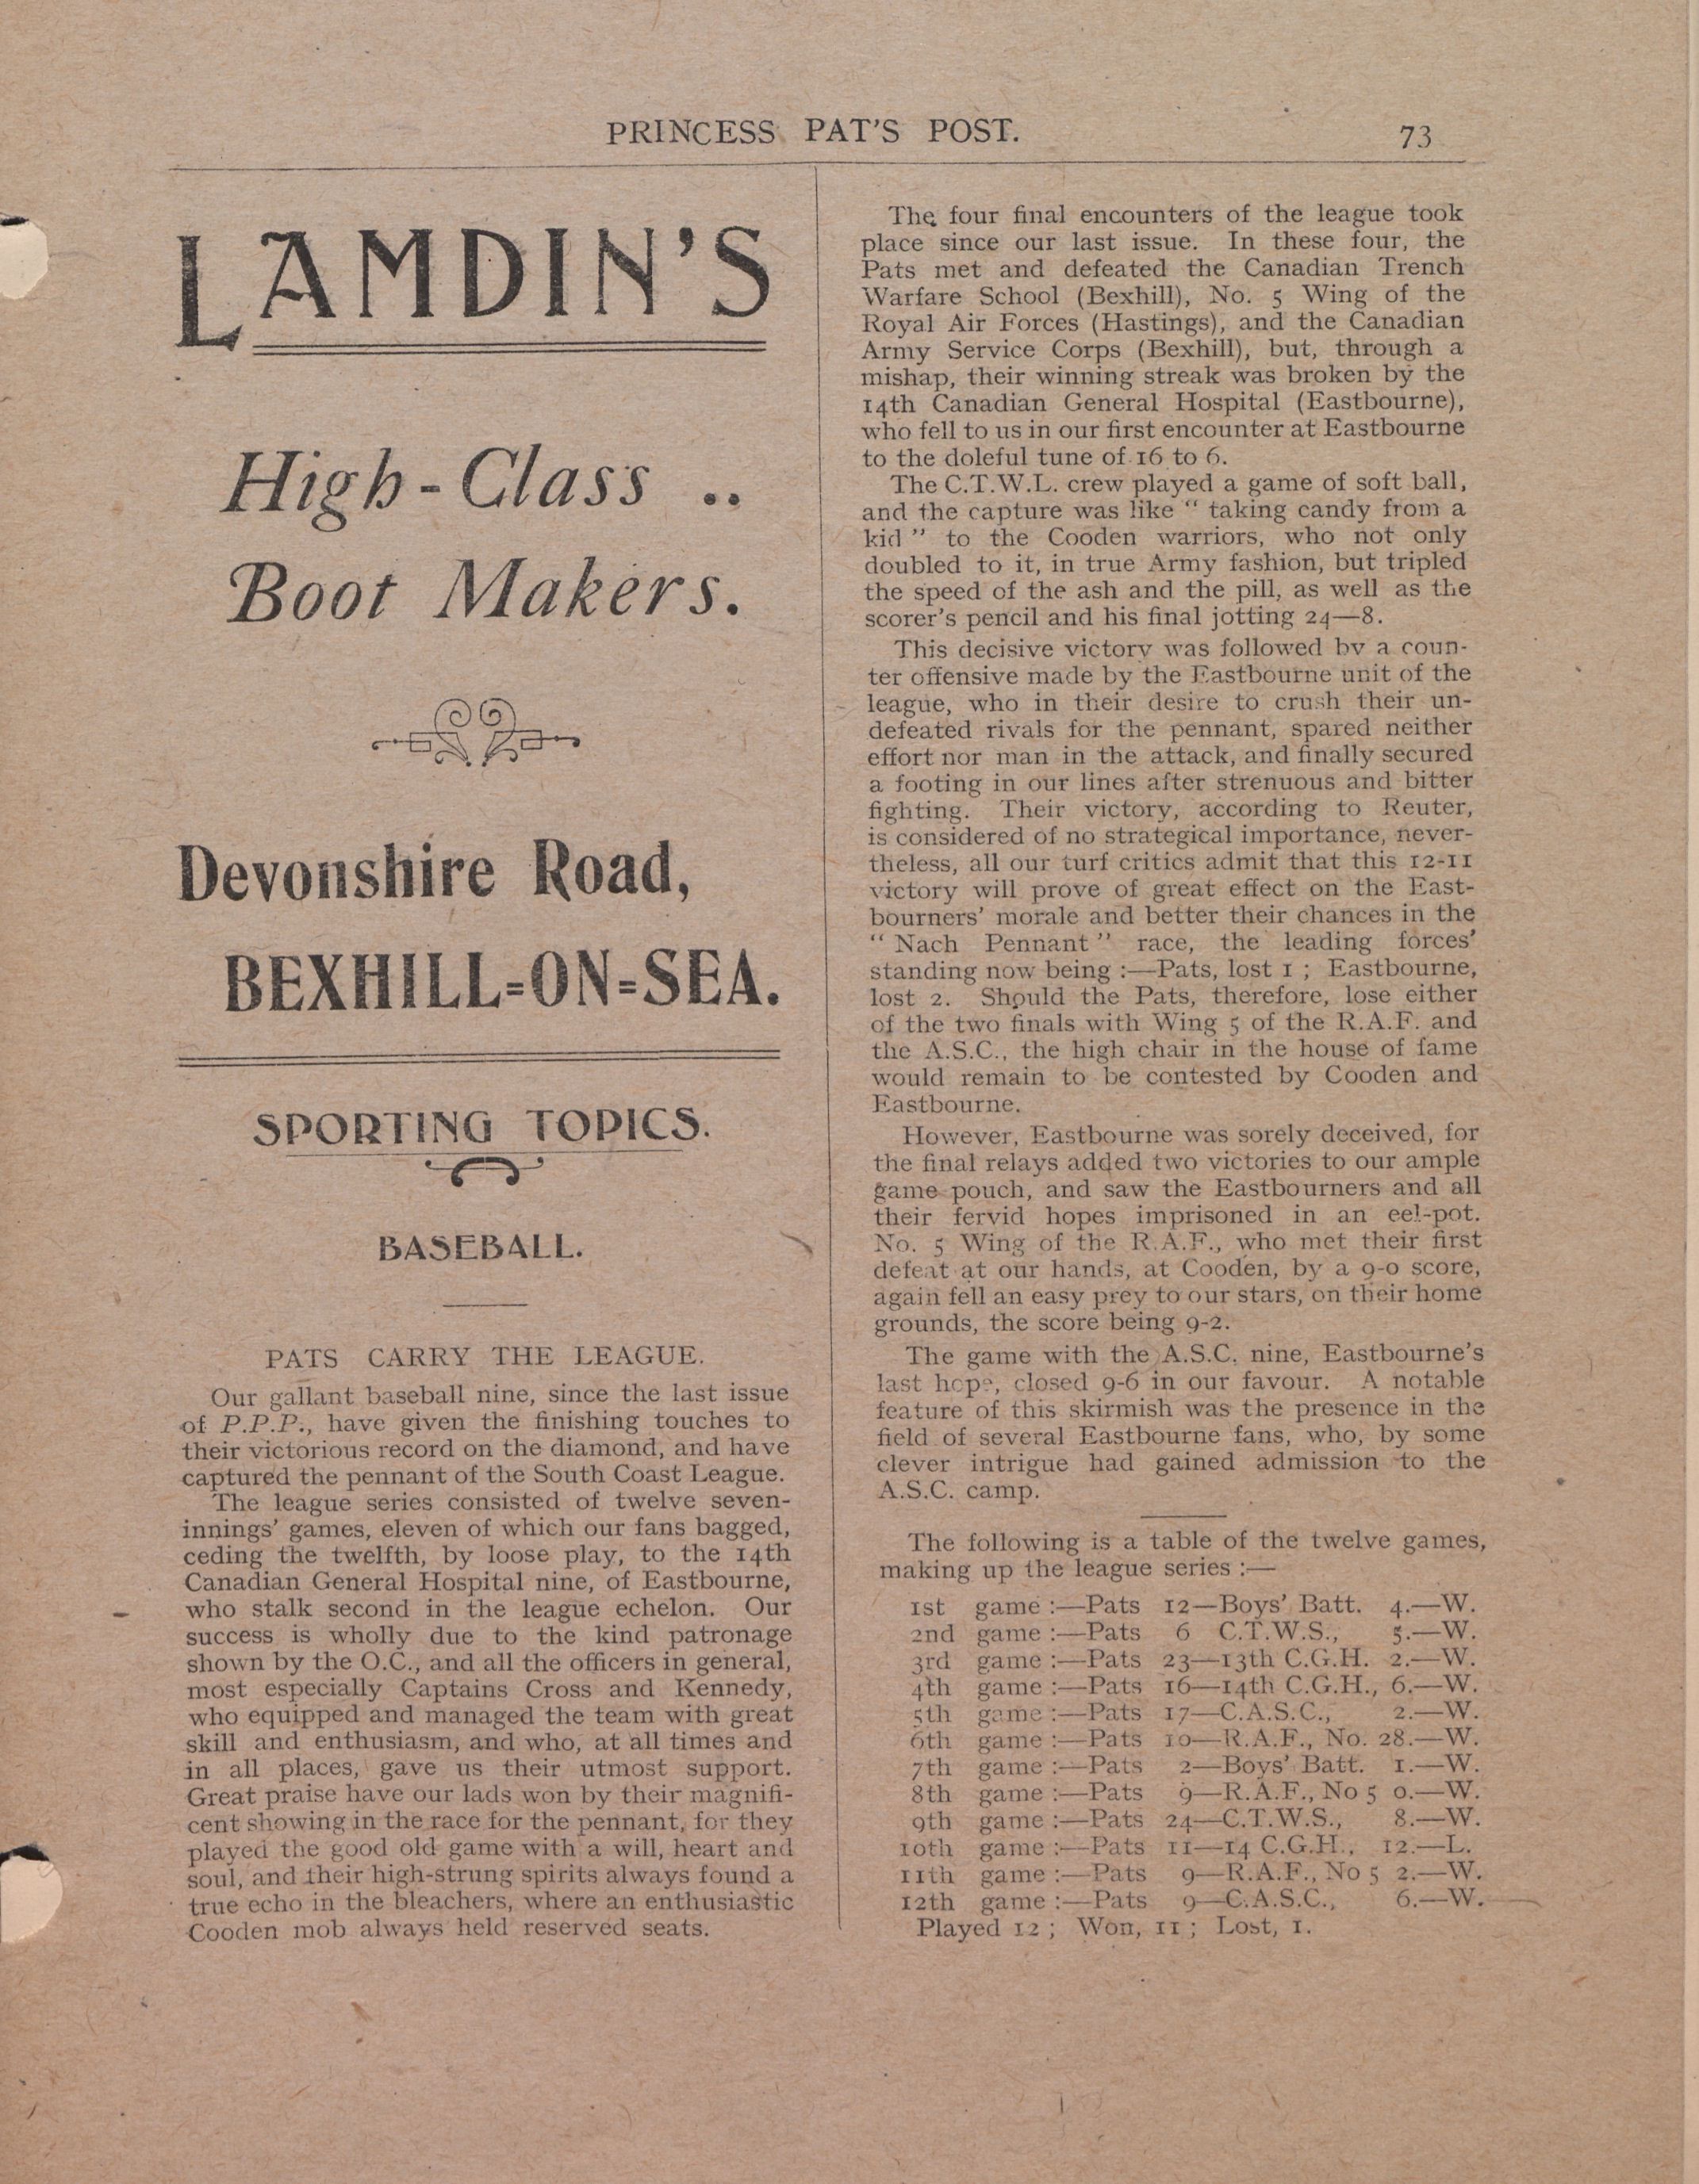 PRINCESS PAT'S POST. 73
LAMDIN'S
High-Class ..
Boot Makers.
Devonshire Road,
BEXHILL-ON-SEA.
SPORTING TOPICS.
BASEBALL.
PATS CARRY THE LEAGUE.
Our gallant baseball nine, since the last issue
of P.P.P., have given the finishing touches to
their victorious record on the diamond, and have
captured the pennant of the South Coast League.
The league series consisted of twelve seven-
innings' games, eleven of which our fans bagged,
ceding the twelfth, by loose play, to the 14th
Canadian General Hospital nine, of Eastbourne,
who stalk second in the league echelon. Our
success is wholly due to the kind patronage
shown by the O.C., and all the officers in general,
most especially Captains Cross and Kennedy,
who equipped and managed the team with great
skill and enthusiasm, and who, at all times and
in all places, gave us their utmost support.
Great praise have our lads won by their magnifi-
cent showing in the race for the pennant, for they
played the good old game with a will, heart and
soul, and their high-strung spirits always found a
true echo in the bleachers, where an enthusiastic
Cooden mob always held reserved seats.
The four final encounters of the league took
place since our last issue. In these four, the
Pats met and defeated the Canadian Trench
Warfare School (Bexhill), No. 5 Wing of the
Royal Air Forces (Hastings), and the Canadian
Army Service Corps (Bexhill), but, through a
mishap, their winning streak was broken by the
14th Canadian General Hospital (Eastbourne),
who fell to us in our first encounter at Eastbourne
to the doleful tune of 16 to 6.
The C.T.W.L. crew played a game of soft ball,
and the capture was like " taking candy from a
kid " to the Cooden warriors, who not only
doubled to it, in true Army fashion, but tripled
the speed of the ash and the pill, as well as the
scorer's pencil and his final jotting 24—8.
This decisive victory was followed by a coun-
ter offensive made by the Eastbourne unit of the
league, who in their desire to crush their un-
defeated rivals for the pennant, spared neither
effort nor man in the attack, and finally secured
a footing in our lines after strenuous and bitter
fighting. Their victory, according to Reuter,
is considered of no strategical importance, never-
theless, all our turf critics admit that this 12-11
victory will prove of great effect on the East-
bourners' morale and better their chances in the
" Nach Pennant " race, the leading forces'
standing now being :—Pats, lost 1 ; Eastbourne,
lost 2. Should the Pats, therefore, lose either
of the two finals with Wing 5 of the R.A.F. and
the A.S.C., the high chair in the house of fame
would remain to be contested by Cooden and
Eastbourne.
However, Eastbourne was sorely deceived, for
the final relays added two victories to our ample
game pouch, and saw the Eastbourners and all
their fervid hopes imprisoned in an eel-pot.
No. 5 Wing of the R.A.F., who met their first
defeat at our hands, at Cooden, by a 9-0 score,
again fell an easy prey to our stars, on their home
grounds, the score being 9-2.
The game with the A.S.C. nine, Eastbourne's
last hope, closed 9-6 in our favour. A notable
feature of this skirmish was the presence in the
field of several Eastbourne fans, who, by some
clever intrigue had gained admission to the
A.S.C. camp.
The following is a table of the twelve games,
making up the league series :—
1st game :—Pats 12—Boys' Batt. 4.—W.
2nd game :—Pats 6 C.T.W.S., 5.—W.
3rd game :—Pats 23—13th C.G.H. 2.—W.
4th game :—Pats 16—14th C.G.H., 6.—W.
5th game :—Pats 17—C.A.S.C., 2.—W.
6th game :—Pats 10—R.A.F., No. 28.—W.
7th game :—Pats 2—Boys' Batt. 1.—W.
8th game :—Pats 9—R.A.F., No 5 0.—W.
9th game :—Pats 24—C.T.W.S., 8.—W.
10th game :—Pats 11—14 C.G.H., 12.—L.
11th game :—Pats 9—R.A.F., No 5 2.—W.
12th game :—Pats 9—C.A.S.C., 6.—W.
Played 12 ; Won, 11 ; Lost, 1.